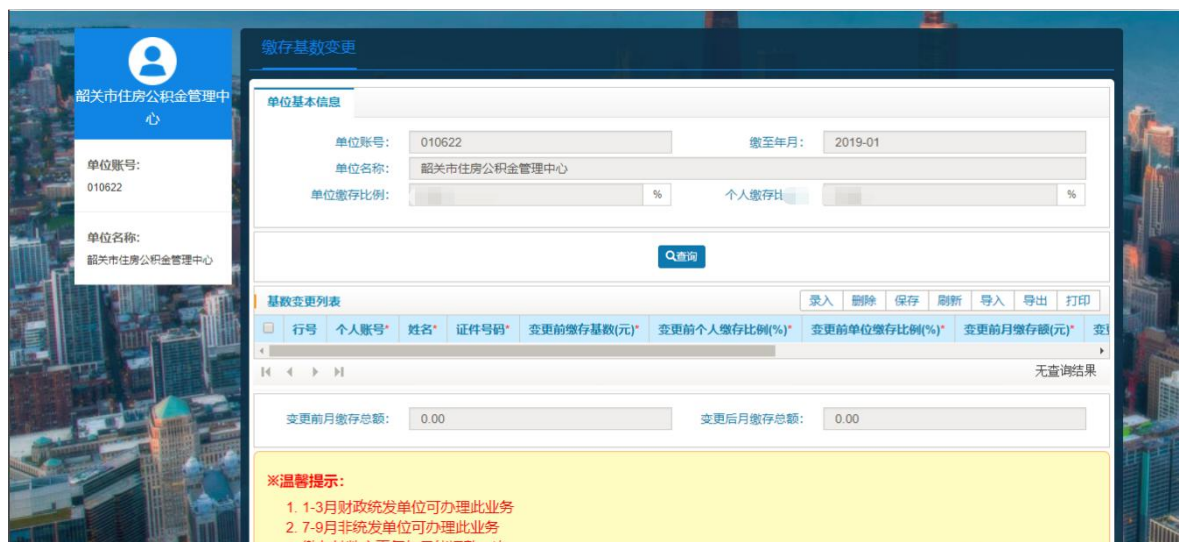 缴存基数变更
韶关市住房公积金管理中
心
单位账号:
010622
单位名称:
韶关市住房公积金管理中心
单位基本信息
单位账号: 010622 缴至年月: 2019-01
单位名称: 韶关市住房公积金管理中心
单位缴存比例: % 个人缴存比 %
查询
基数变更列表 录入 删除 保存 刷新 导入 导出 打印
行号 个人账号* 姓名* 证件号码* 变更前缴存基数(元)* 变更前个人缴存比例(%)* 变更前单位缴存比例(%)* 变更前月缴存额(元)* 变
无查询结果
变更前月缴存总额: 0.00 变更后月缴存总额: 0.00
※温馨提示:
1. 1-3月财政统发单位可办理此业务
2. 7-9月非统发单位可办理此业务